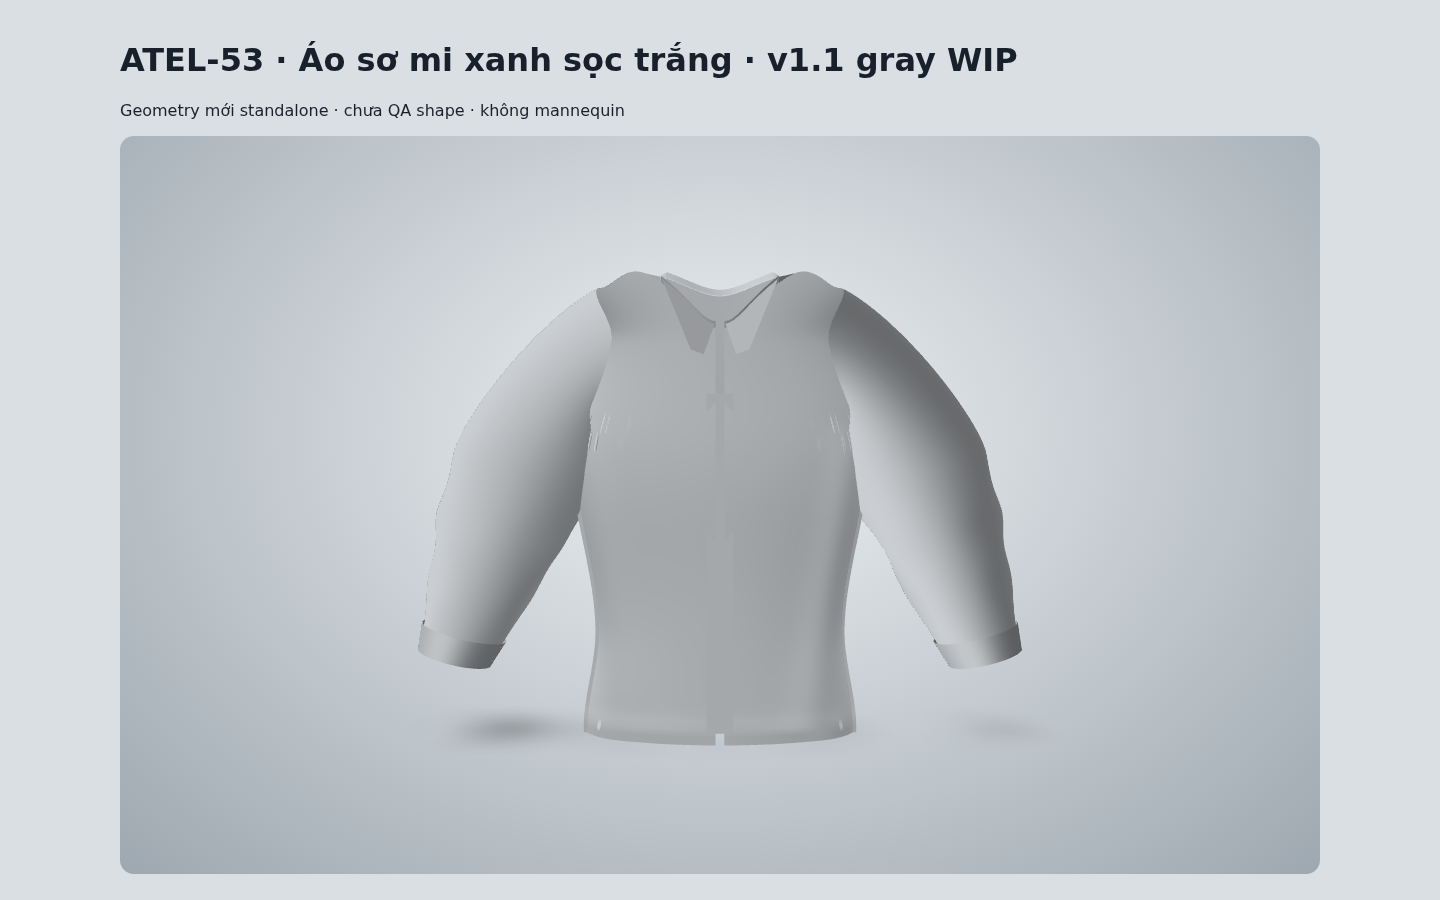 ATEL-53 · Áo sơ mi xanh sọc trắng · v1.1 gray WIP
Geometry mới standalone · chưa QA shape · không mannequin